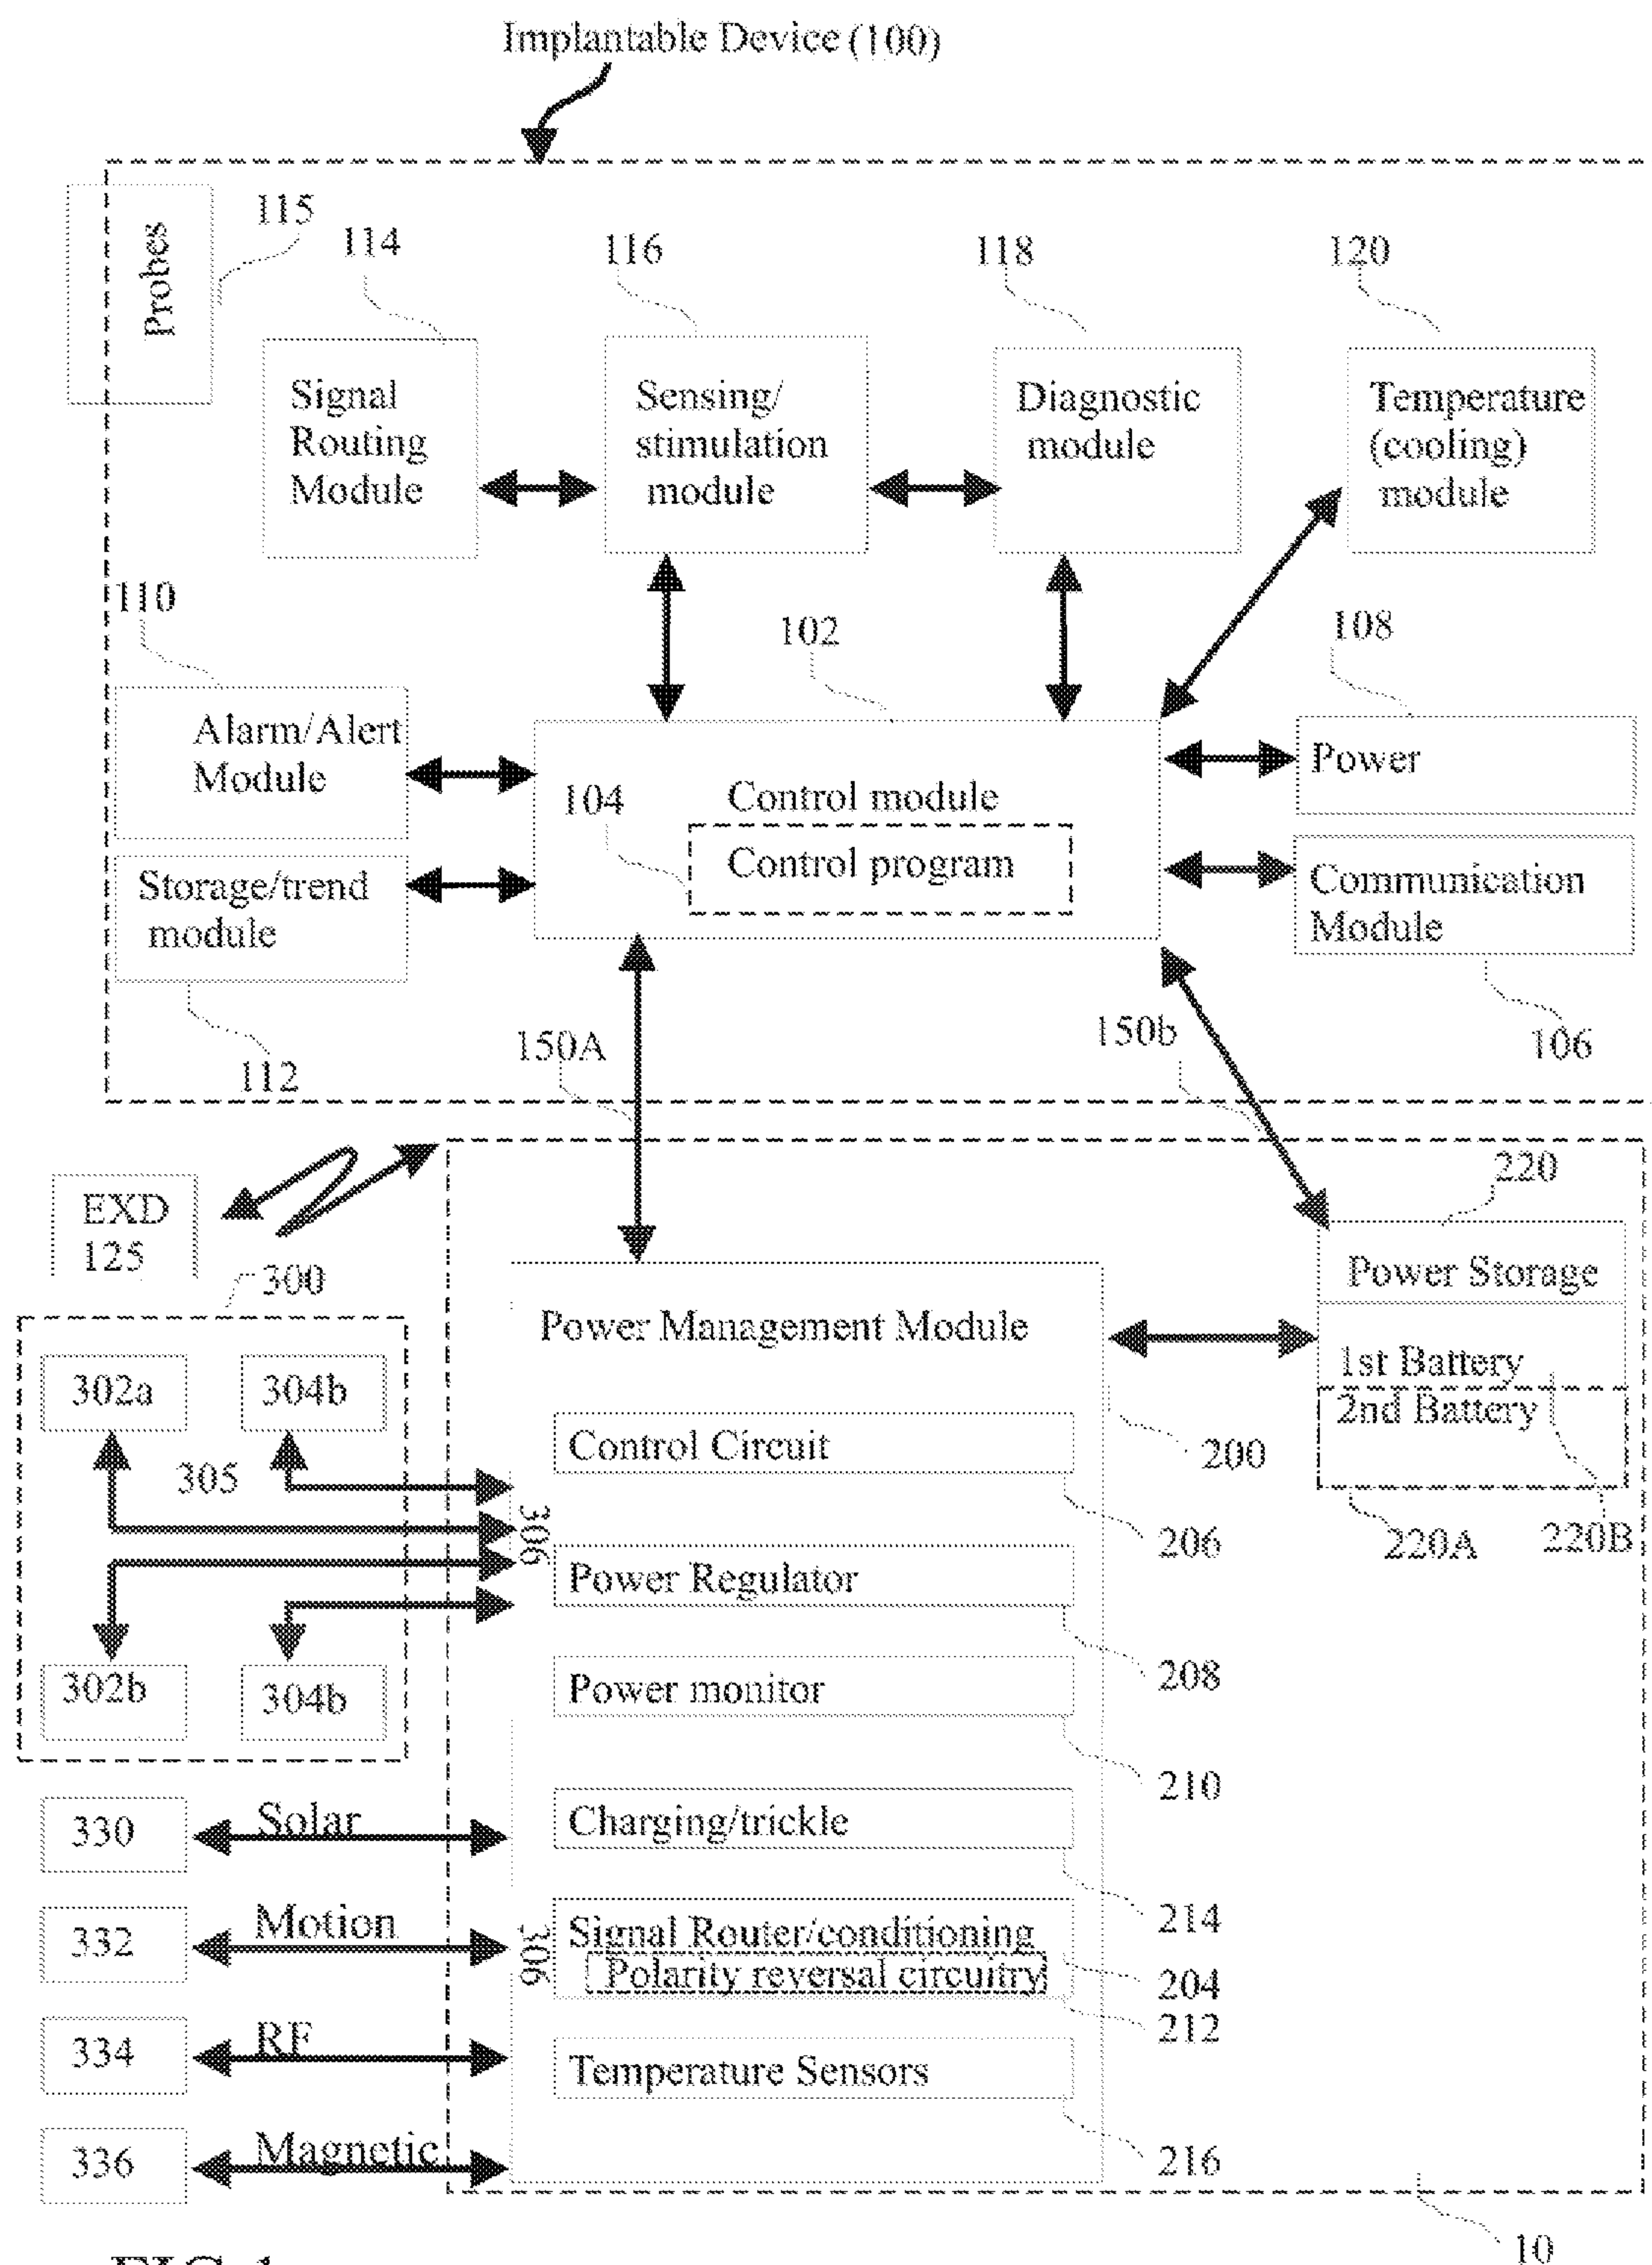 Implantable Device (100)
Probes
115
114
116
118
120
Signal
Routing
Module
Sensing/
stimulation
module
Diagnostic
module
Temperature
(cooling)
module
110
102
108
Alarm/Alert
Module
Power
104
Control module
Control program
Storage/trend
module
Communication
Module
112
150A
150b
106
EXD
125
220
300
Power Storage
Power Management Module
1st Battery
2nd Battery
302a
304b
305
Control Circuit
200
306
206
220A
220B
Power Regulator
302b
304b
208
Power monitor
210
330
Solar
Charging/trickle
214
332
Motion
306
Signal Router/conditioning
Polarity reversal circuitry
204
212
334
RF
Temperature Sensors
336
Magnetic
216
10